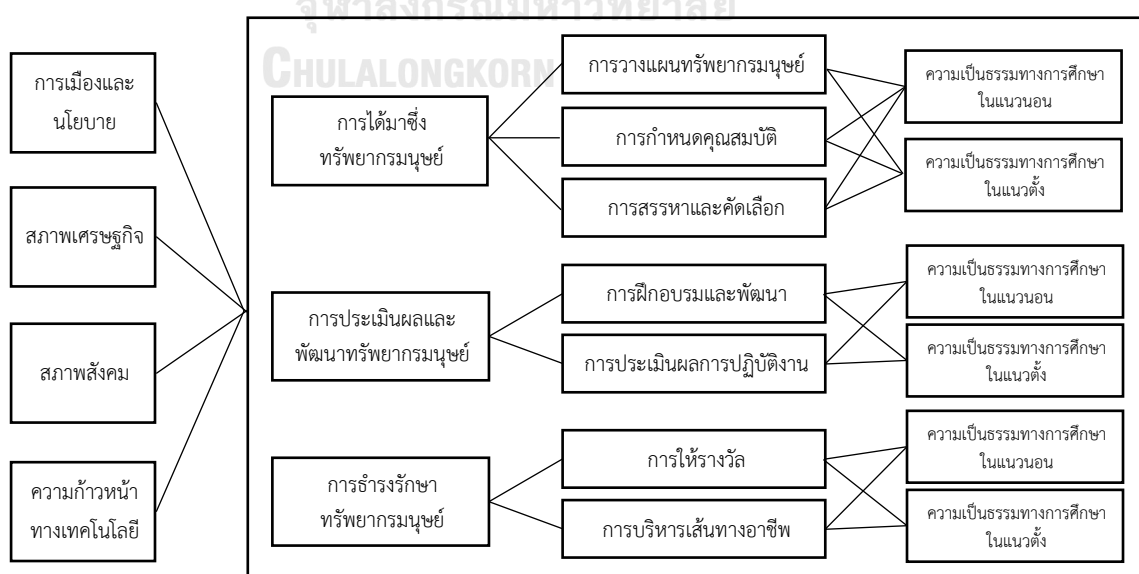 จุฬาลงกรณ์มหาวิทยาลัย
CHULALONGKORN
การเมืองและ
นโยบาย
สภาพเศรษฐกิจ
สภาพสังคม
ความก้าวหน้า
ทางเทคโนโลยี
การได้มาซึ่ง
ทรัพยากรมนุษย์
การวางแผนทรัพยากรมนุษย์
การกำหนดคุณสมบัติ
การสรรหาและคัดเลือก
ความเป็นธรรมทางการศึกษา
ในแนวนอน
ความเป็นธรรมทางการศึกษา
ในแนวตั้ง
การประเมินผลและ
พัฒนาทรัพยากรมนุษย์
การฝึกอบรมและพัฒนา
การประเมินผลการปฏิบัติงาน
ความเป็นธรรมทางการศึกษา
ในแนวนอน
ความเป็นธรรมทางการศึกษา
ในแนวตั้ง
การธำรงรักษา
ทรัพยากรมนุษย์
การให้รางวัล
การบริหารเส้นทางอาชีพ
ความเป็นธรรมทางการศึกษา
ในแนวนอน
ความเป็นธรรมทางการศึกษา
ในแนวตั้ง